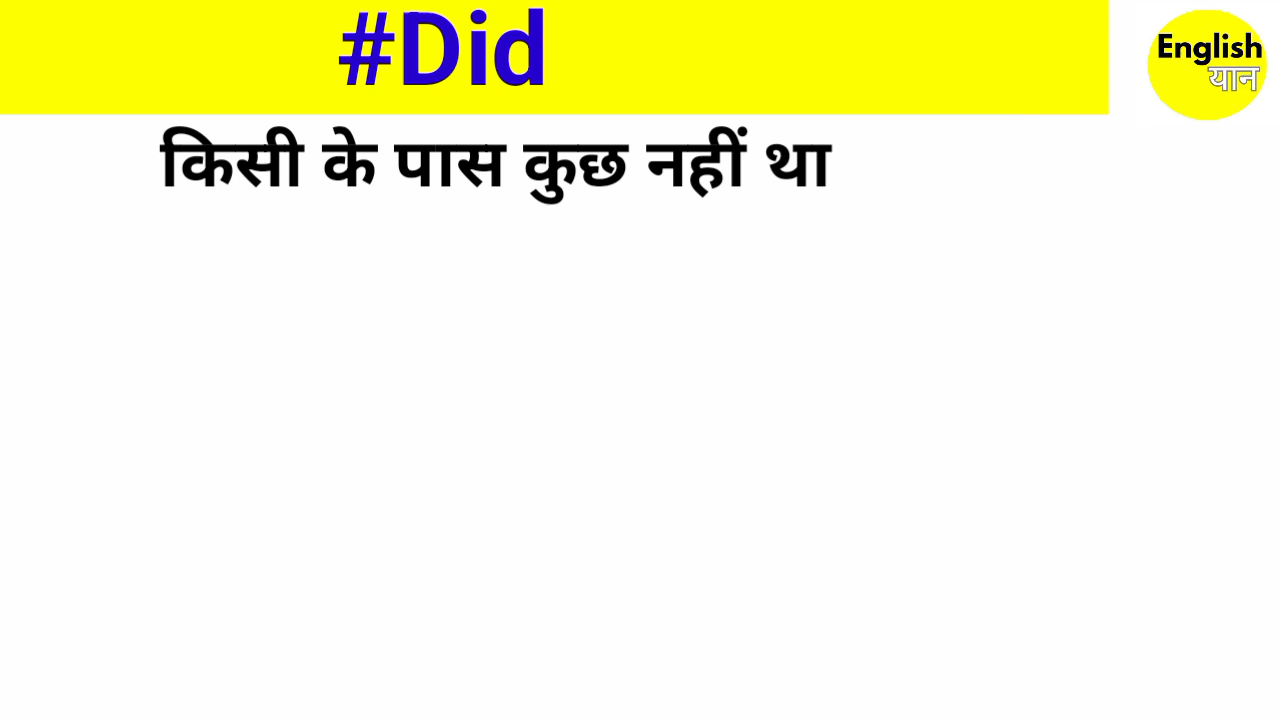 #Did
English
यान
किसी के पास कुछ नहीं था